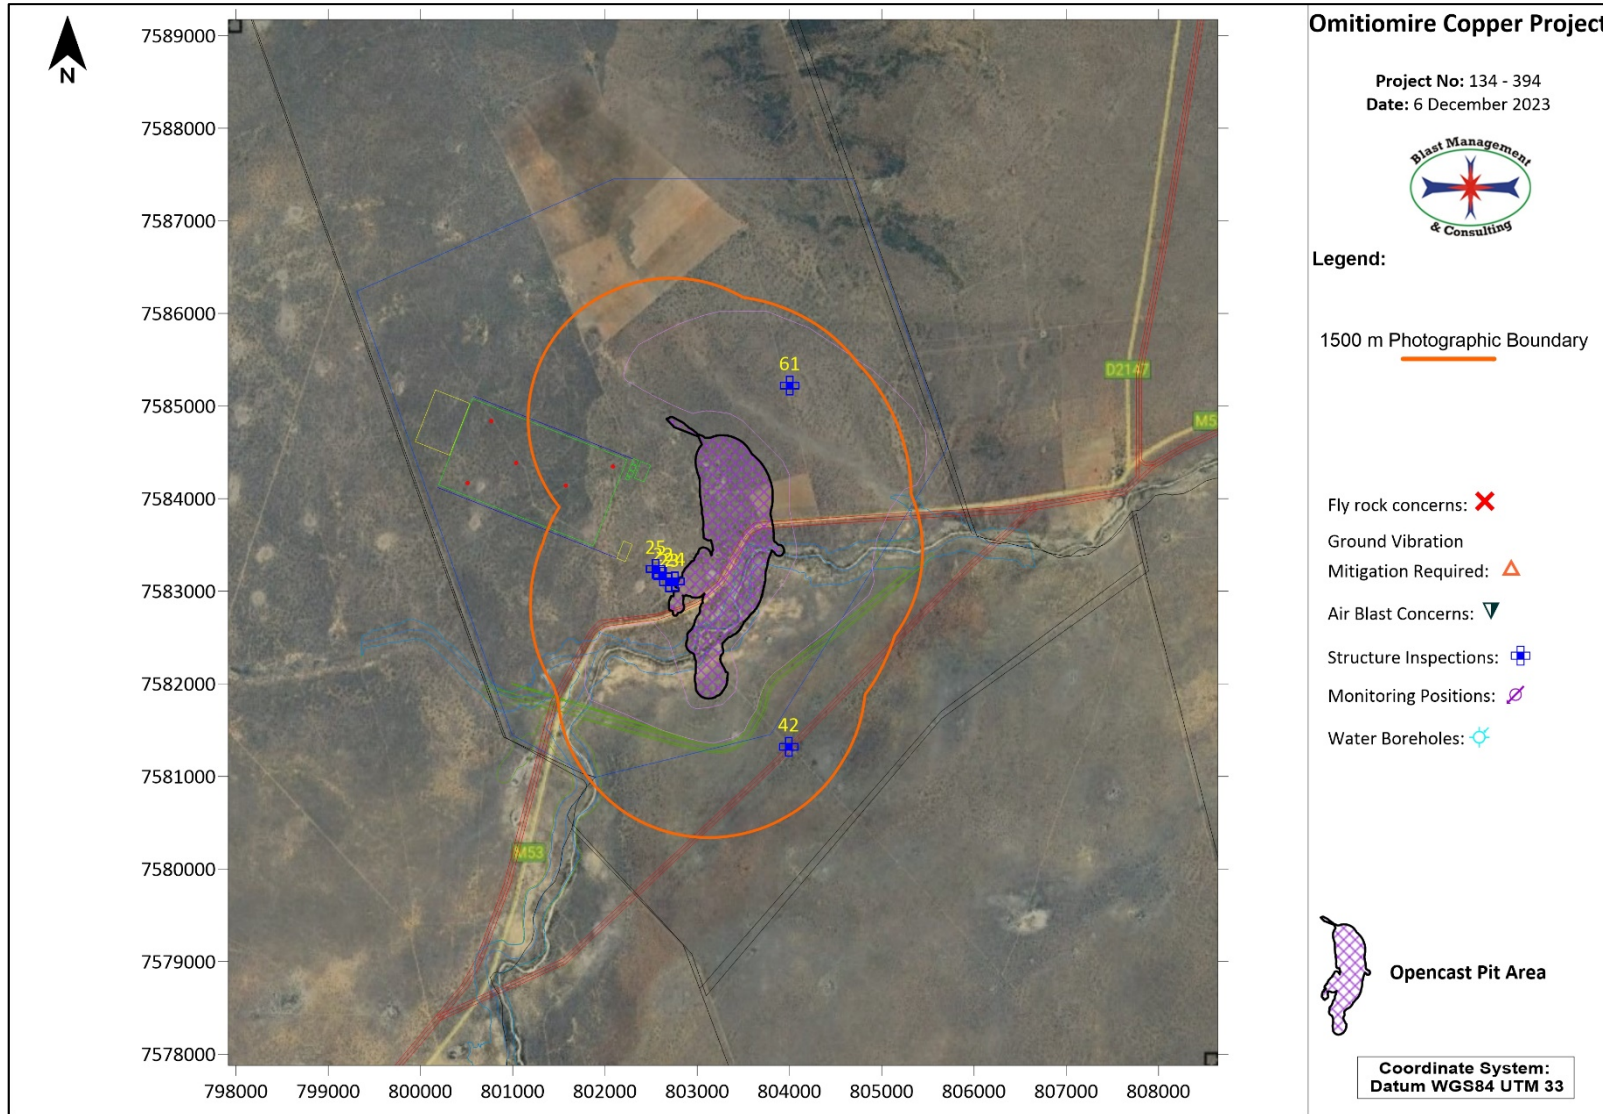 Omitiomire Copper Project
Project No: 134 - 394
Date: 6 December 2023
Blast Management
& Consulting
Legend:
1500 m Photographic Boundary
Fly rock concerns:
Ground Vibration
Mitigation Required:
Air Blast Concerns:
Structure Inspections:
Monitoring Positions:
Water Boreholes:
Opencast Pit Area
Coordinate System:
Datum WGS84 UTM 33
N
7589000
7588000
7587000
7586000
7585000
7584000
7583000
7582000
7581000
7580000
7579000
7578000
798000
799000
800000
801000
802000
803000
804000
805000
806000
807000
808000
61
D2147
M5
25
42
M53